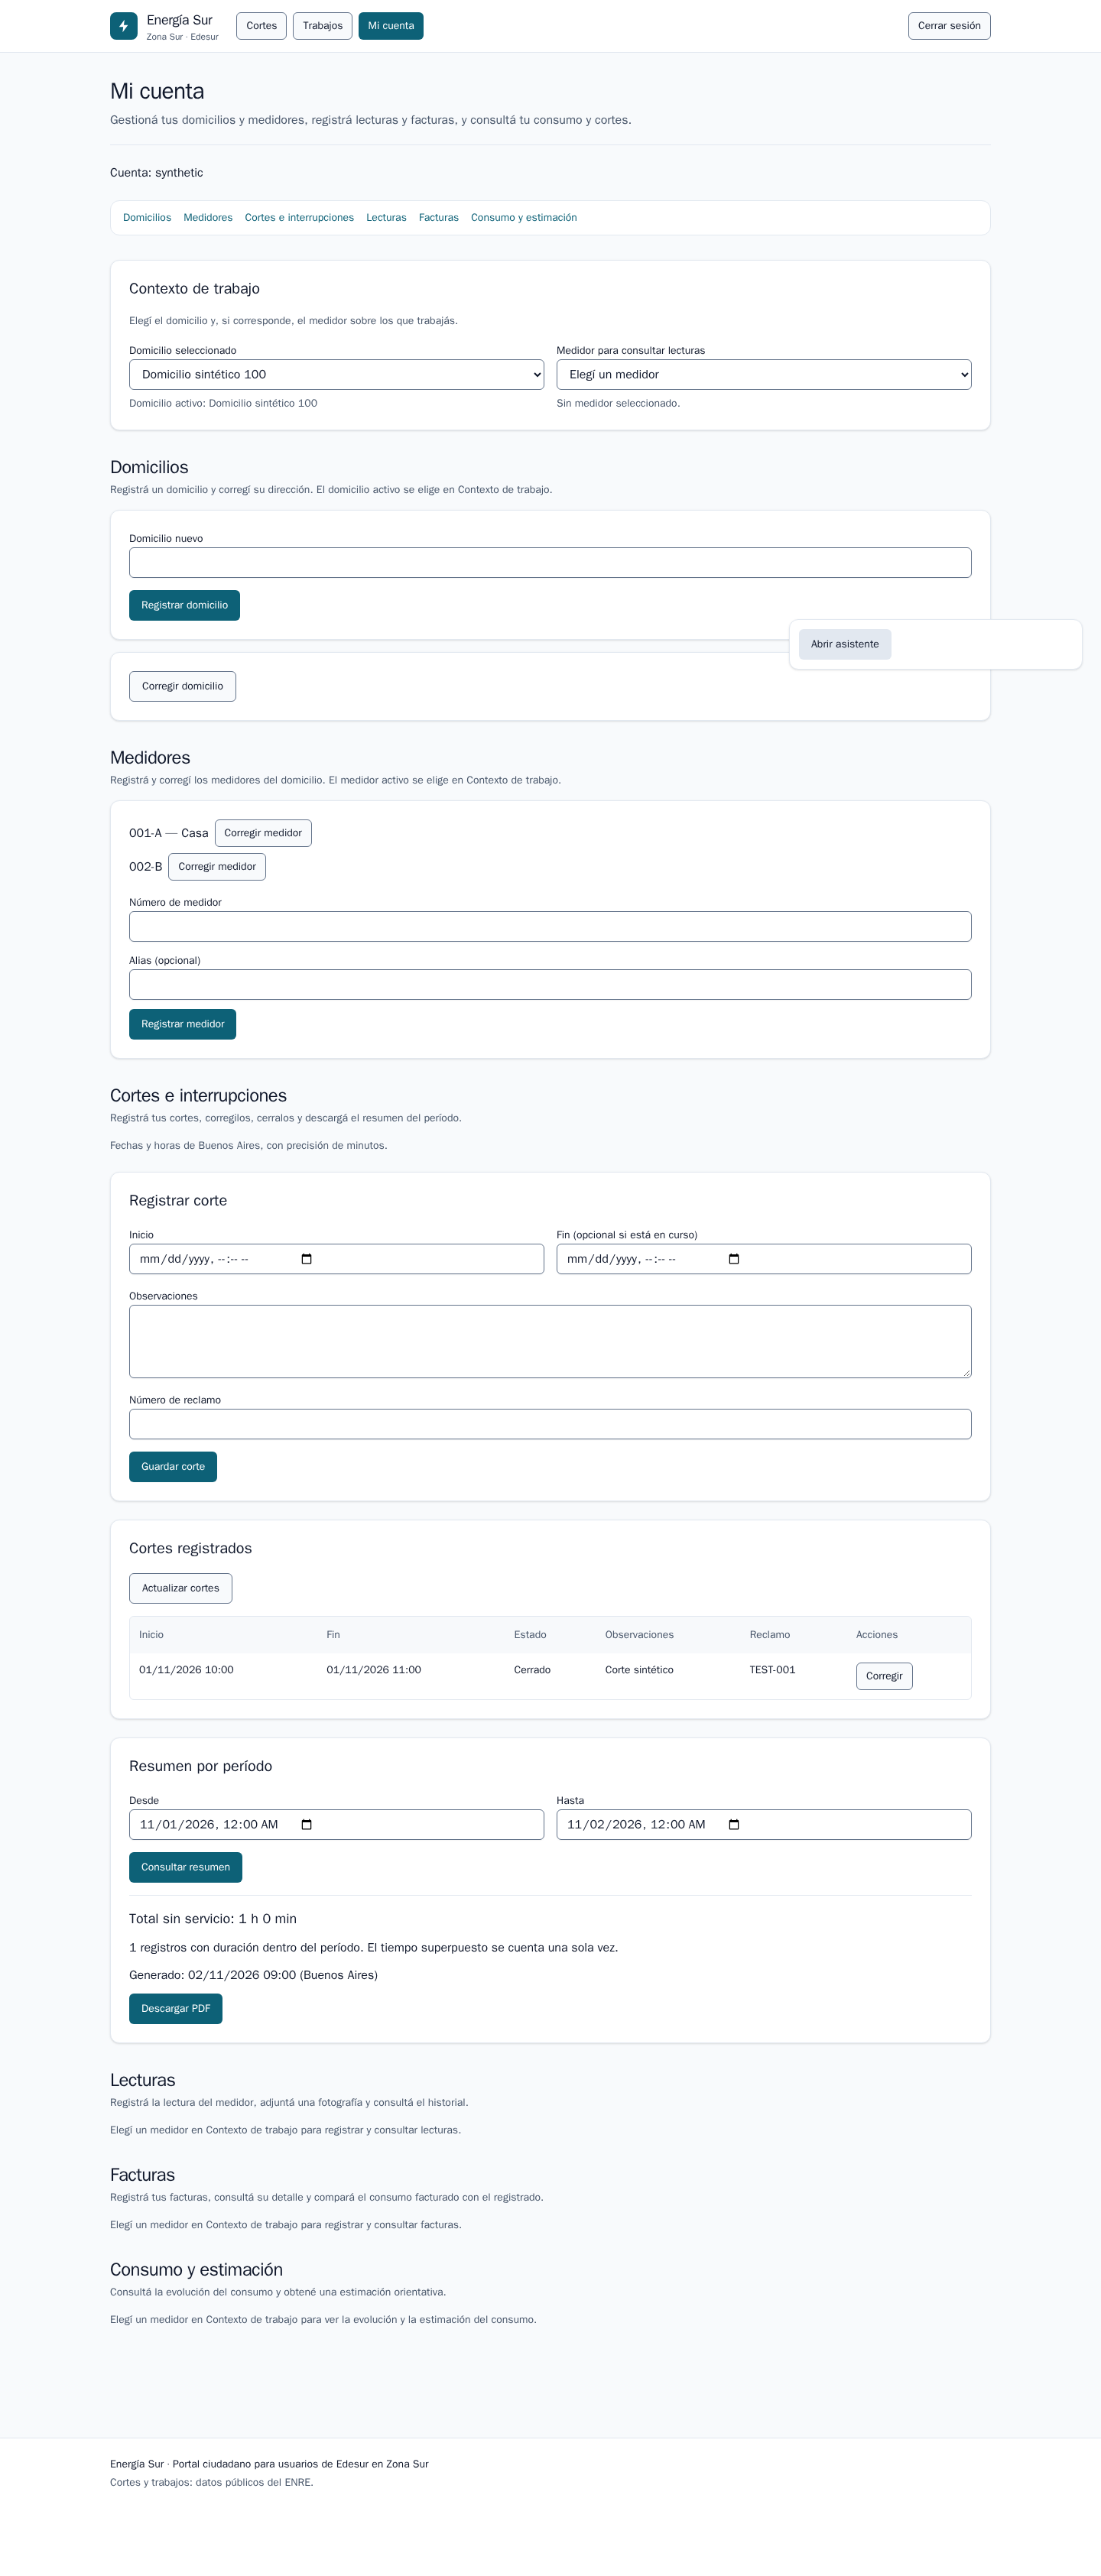 Energía Sur
Zona Sur · Edesur
Cortes
Trabajos
Mi cuenta
Cerrar sesión
Mi cuenta
Gestioná tus domicilios y medidores, registrá lecturas y facturas, y consultá tu consumo y cortes.
Cuenta: synthetic
Domicilios Medidores Cortes e interrupciones Lecturas Facturas Consumo y estimación
Contexto de trabajo
Elegí el domicilio y, si corresponde, el medidor sobre los que trabajás.
Domicilio seleccionado
Domicilio sintético 100
Domicilio activo: Domicilio sintético 100
Medidor para consultar lecturas
Elegí un medidor
Sin medidor seleccionado.
Domicilios
Registrá un domicilio y corregí su dirección. El domicilio activo se elige en Contexto de trabajo.
Domicilio nuevo
Registrar domicilio
Abrir asistente
Corregir domicilio
Medidores
Registrá y corregí los medidores del domicilio. El medidor activo se elige en Contexto de trabajo.
001-A — Casa Corregir medidor
002-B Corregir medidor
Número de medidor
Alias (opcional)
Registrar medidor
Cortes e interrupciones
Registrá tus cortes, corregilos, cerralos y descargá el resumen del período.
Fechas y horas de Buenos Aires, con precisión de minutos.
Registrar corte
Inicio
mm/dd/yyyy, --:-- --
Fin (opcional si está en curso)
mm/dd/yyyy, --:-- --
Observaciones
Número de reclamo
Guardar corte
Cortes registrados
Actualizar cortes
Inicio Fin Estado Observaciones Reclamo Acciones
01/11/2026 10:00 01/11/2026 11:00 Cerrado Corte sintético TEST-001 Corregir
Resumen por período
Desde
11/01/2026, 12:00 AM
Hasta
11/02/2026, 12:00 AM
Consultar resumen
Total sin servicio: 1 h 0 min
1 registros con duración dentro del período. El tiempo superpuesto se cuenta una sola vez.
Generado: 02/11/2026 09:00 (Buenos Aires)
Descargar PDF
Lecturas
Registrá la lectura del medidor, adjuntá una fotografía y consultá el historial.
Elegí un medidor en Contexto de trabajo para registrar y consultar lecturas.
Facturas
Registrá tus facturas, consultá su detalle y compará el consumo facturado con el registrado.
Elegí un medidor en Contexto de trabajo para registrar y consultar facturas.
Consumo y estimación
Consultá la evolución del consumo y obtené una estimación orientativa.
Elegí un medidor en Contexto de trabajo para ver la evolución y la estimación del consumo.
Energía Sur · Portal ciudadano para usuarios de Edesur en Zona Sur
Cortes y trabajos: datos públicos del ENRE.